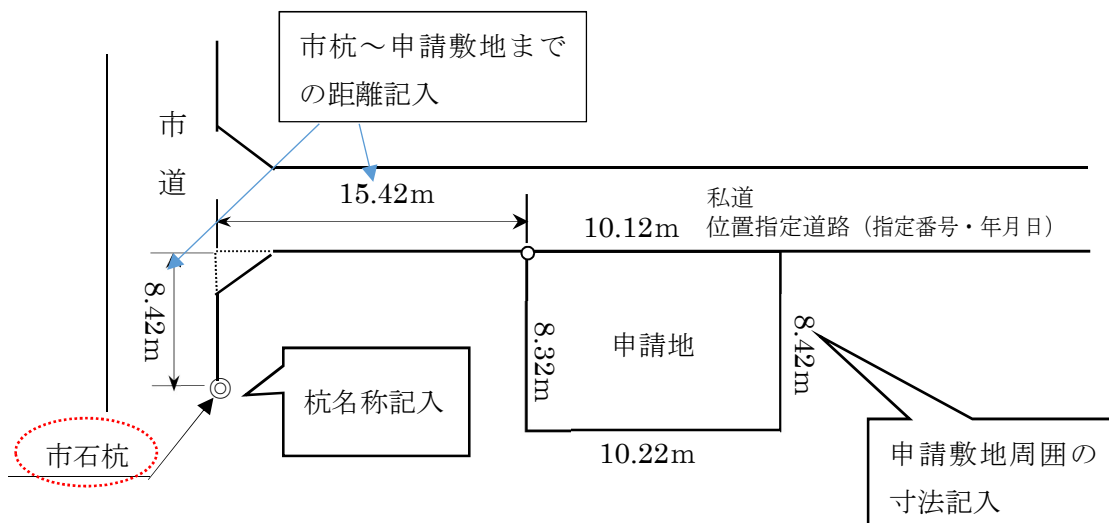 市杭～申請敷地まで
の距離記入
市
道
15.42m
私道
10.12m
位置指定道路（指定番号・年月日）
8.42m
8.32m
申請地
8.42m
杭名称記入
市石杭
10.22m
申請敷地周囲の
寸法記入